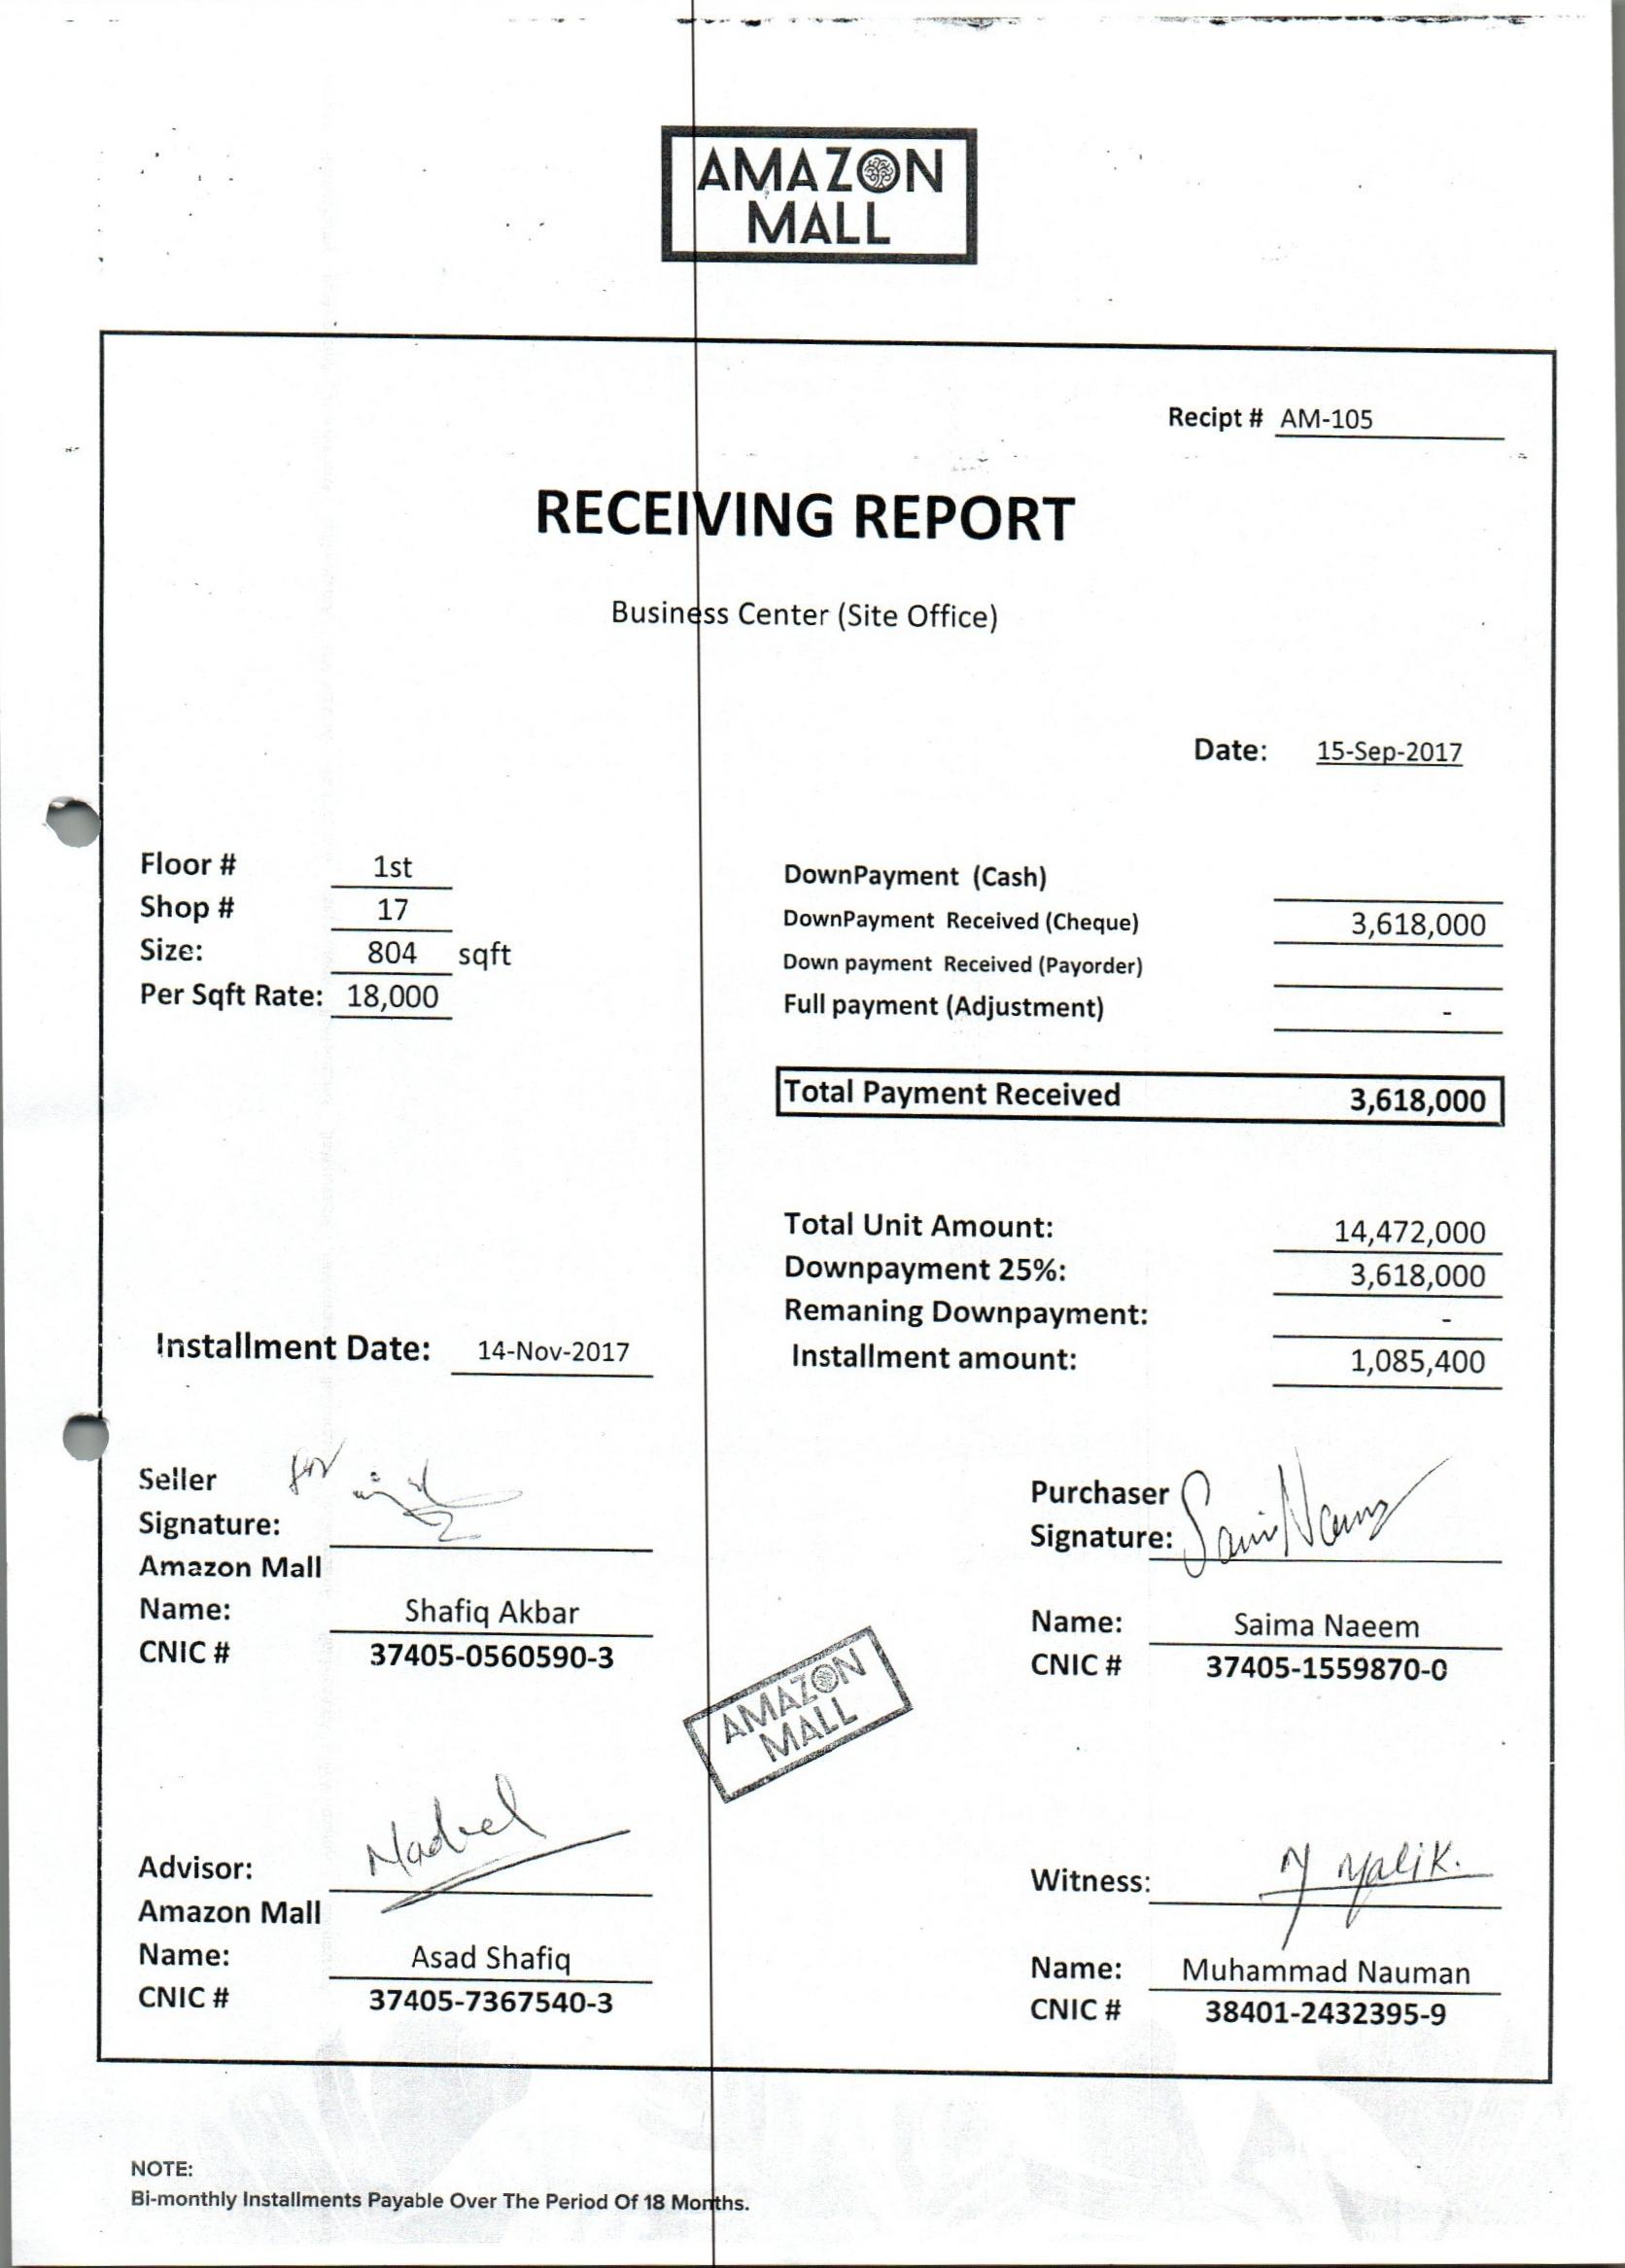 AMAZON
MALL
Recipt # AM-105
RECEIVING REPORT
Business Center (Site Office)
Date: 15-Sep-2017
Floor # 1st
Shop # 17
Size: 804 sqft
Per Sqft Rate: 18,000
DownPayment (Cash)
DownPayment Received (Cheque) 3,618,000
Down payment Received (Payorder)
Full payment (Adjustment) -
Total Payment Received 3,618,000
Total Unit Amount: 14,472,000
Downpayment 25%: 3,618,000
Remaning Downpayment: -
Installment Date: 14-Nov-2017
Installment amount: 1,085,400
Seller for
Signature:
Amazon Mall
Name: Shafiq Akbar
CNIC # 37405-0560590-3
Purchaser
Signature:
Name: Saima Naeem
CNIC # 37405-1559870-0
AMAZON
MALL
Advisor:
Amazon Mall
Name: Asad Shafiq
CNIC # 37405-7367540-3
Witness:
Name: Muhammad Nauman
CNIC # 38401-2432395-9
NOTE:
Bi-monthly Installments Payable Over The Period Of 18 Months.